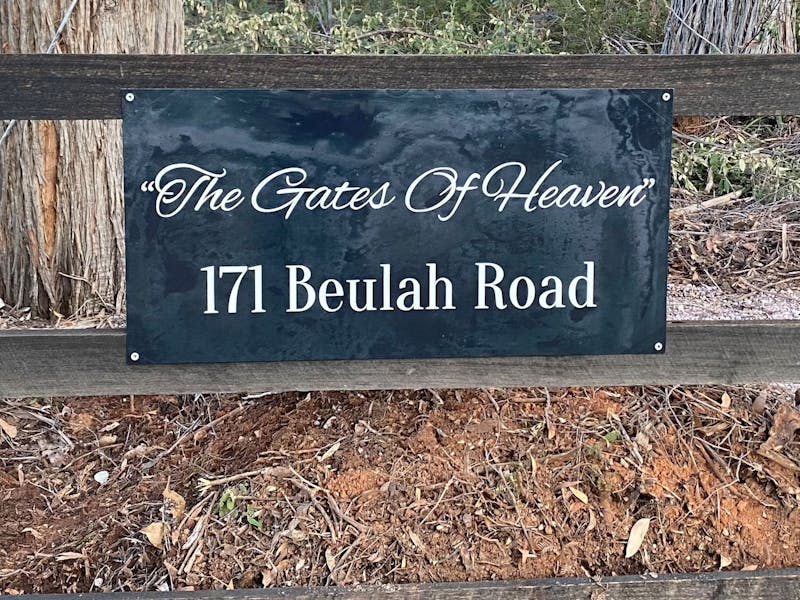 “The Gates Of Heaven”
171 Beulah Road